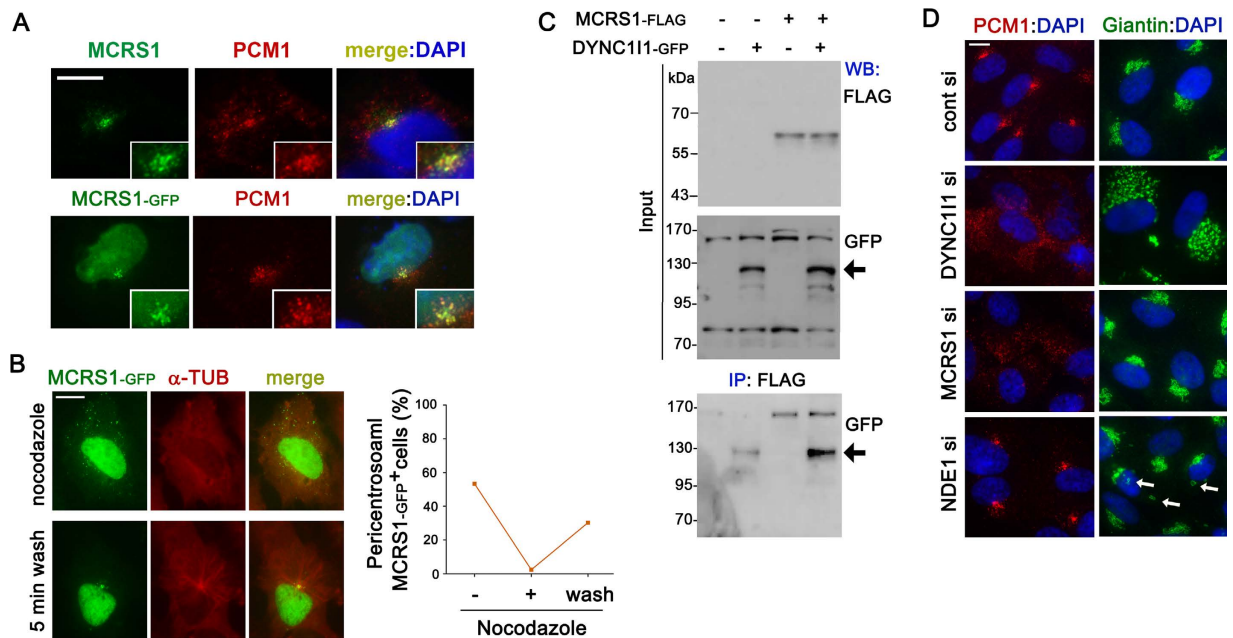 A
MCRS1 PCM1 merge:DAPI
MCRS1-GFP PCM1 merge:DAPI
B
MCRS1-GFP α-TUB merge
nocodazole
5 min wash
Pericentrosoaml
MCRS1-GFP+cells (%)
100
80
60
40
20
0
- + wash
Nocodazole
C
MCRS1-FLAG - - + +
DYNC1I1-GFP - + - +
kDa
WB:
FLAG
70-
55-
43-
Input
170-
GFP
130-
95-
70-
IP: FLAG
170-
GFP
130-
95-
70-
D
PCM1:DAPI Giantin:DAPI
cont si
DYNC1I1 si
MCRS1 si
NDE1 si